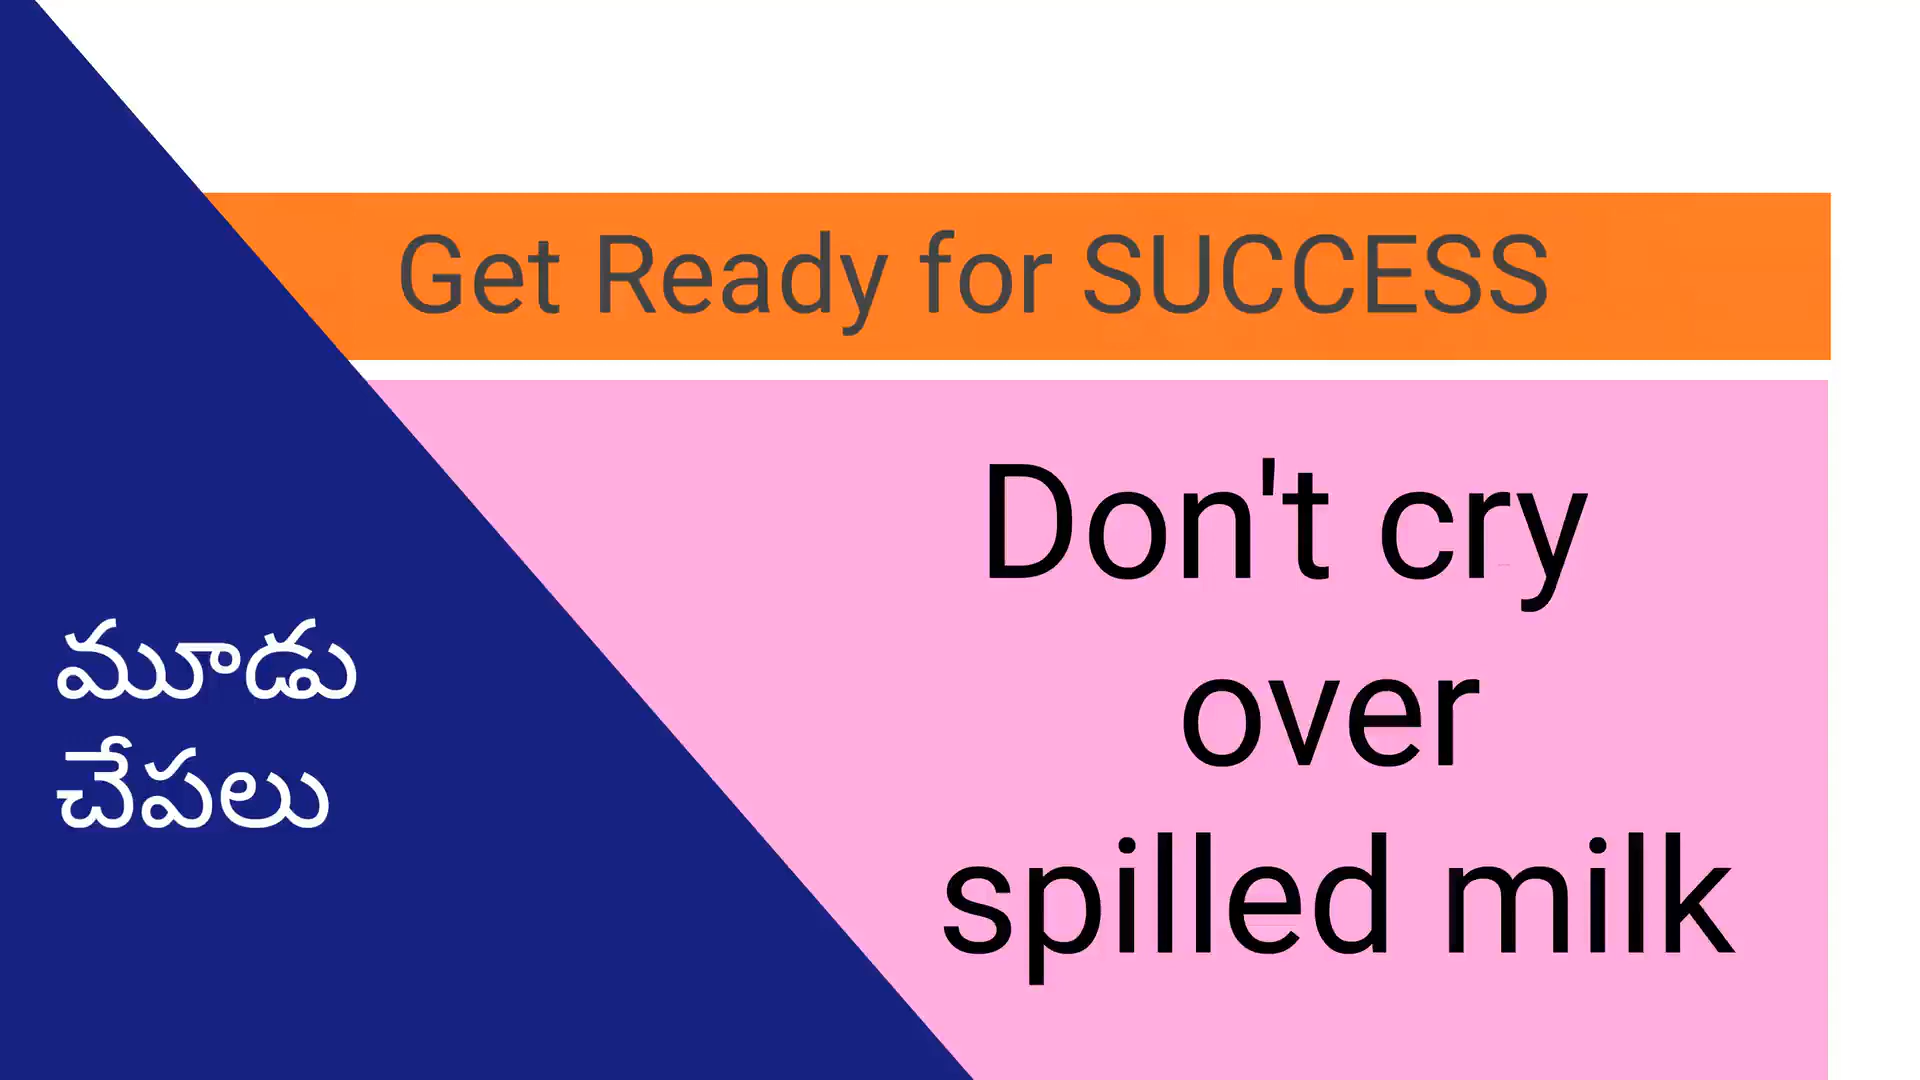 Get Ready for SUCCESS
Don't cry
over
spilled milk
మూడు
చేపలు